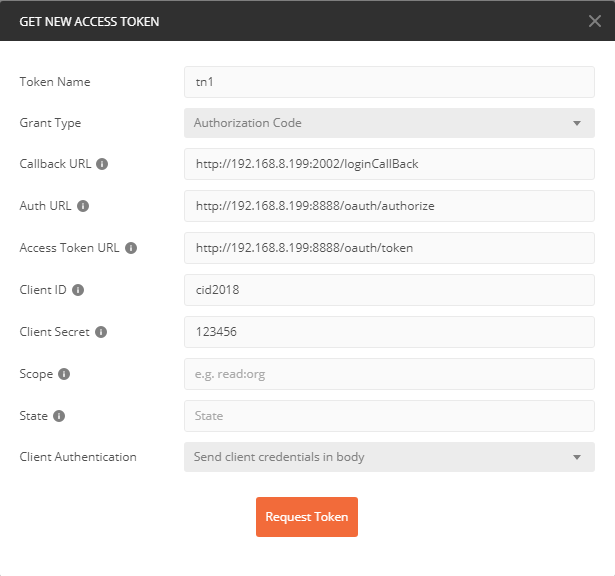 GET NEW ACCESS TOKEN
Token Name tn1
Grant Type Authorization Code
Callback URL http://192.168.8.199:2002/loginCallBack
Auth URL http://192.168.8.199:8888/oauth/authorize
Access Token URL http://192.168.8.199:8888/oauth/token
Client ID cid2018
Client Secret 123456
Scope e.g. read:org
State State
Client Authentication Send client credentials in body
Request Token